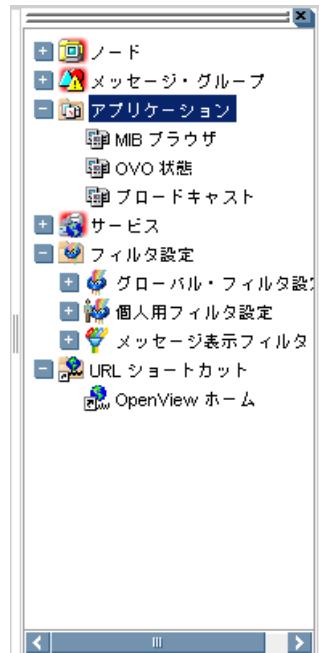 ノード
メッセージ・グループ
アプリケーション
MIB ブラウザ
OVO 状態
ブロードキャスト
サービス
フィルタ設定
グローバル・フィルタ設
個人用フィルタ設定
メッセージ表示フィルタ
URL ショートカット
OpenView ホーム